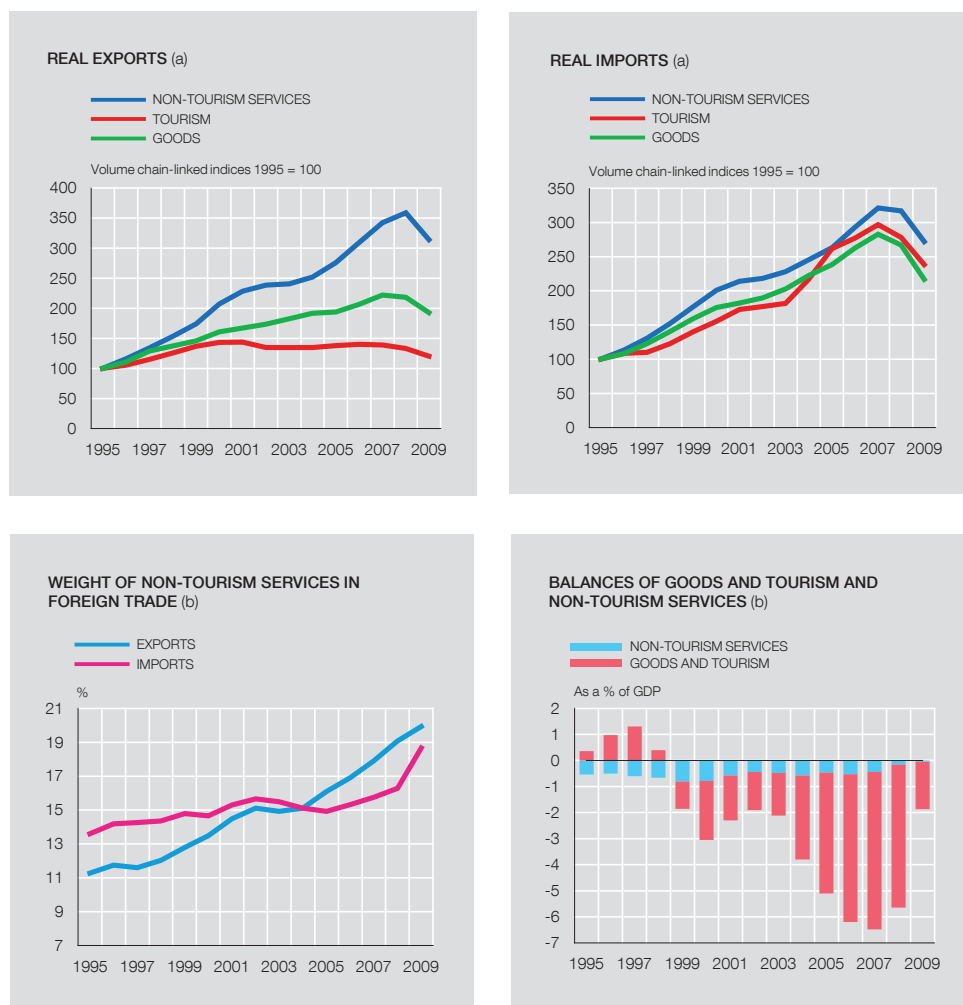 REAL EXPORTS (a)
NON-TOURISM SERVICES
TOURISM
GOODS
Volume chain-linked indices 1995 = 100
400
350
300
250
200
150
100
50
0
1995 1997 1999 2001 2003 2005 2007 2009
REAL IMPORTS (a)
NON-TOURISM SERVICES
TOURISM
GOODS
Volume chain-linked indices 1995 = 100
350
300
250
200
150
100
50
0
1995 1997 1999 2001 2003 2005 2007 2009
WEIGHT OF NON-TOURISM SERVICES IN
FOREIGN TRADE (b)
EXPORTS
IMPORTS
%
21
19
17
15
13
11
9
7
1995 1997 1999 2001 2003 2005 2007 2009
BALANCES OF GOODS AND TOURISM AND
NON-TOURISM SERVICES (b)
NON-TOURISM SERVICES
GOODS AND TOURISM
As a % of GDP
2
1
0
-1
-2
-3
-4
-5
-6
-7
1995 1997 1999 2001 2003 2005 2007 2009